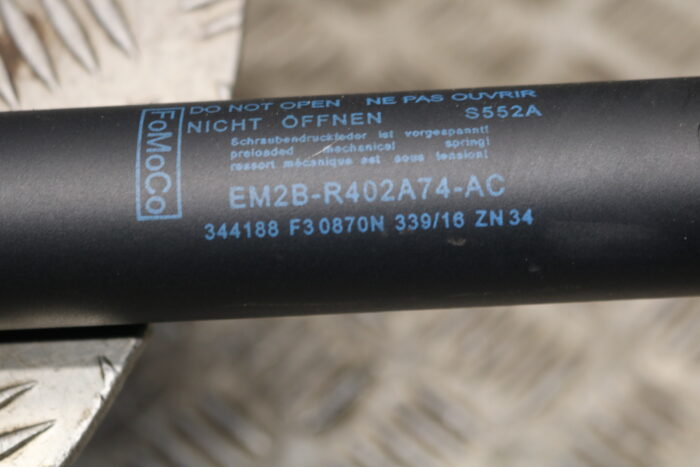 FoMoCo
DO NOT OPEN NE PAS OUVRIR
NICHT ÖFFNEN S552A
Schraubendruckfeder ist vorgespannt!
preloaded mechanical spring!
ressort mécanique est sous tension!
EM2B-R402A74-AC
344188 F30870N 339/16 ZN34